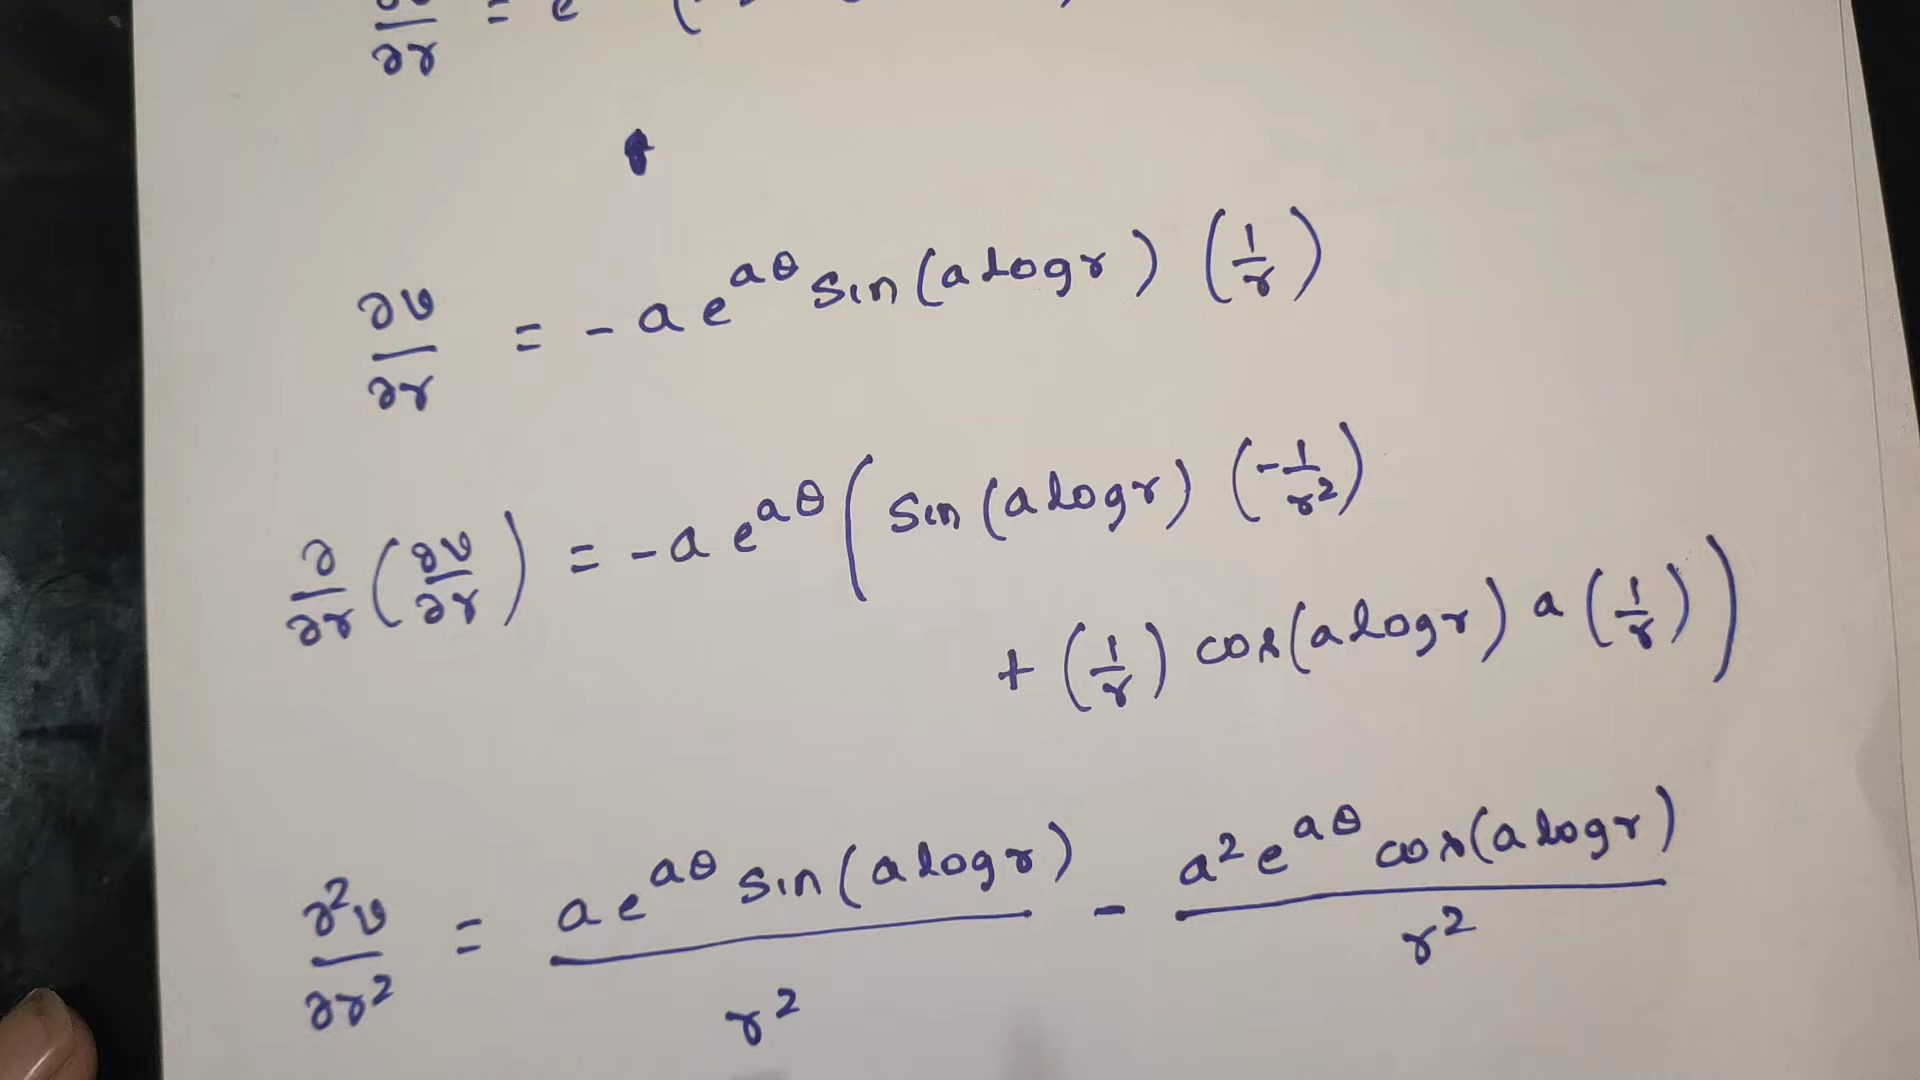 ∂r = e (
∂v/∂r = -a e^{aθ} sin(a log r) (1/r)
∂/∂r (∂v/∂r) = -a e^{aθ} ( sin(a log r) (-1/r²)
+ (1/r) cos(a log r) a (1/r) )
∂²v/∂r² = a e^{aθ} sin(a log r)/r² - a² e^{aθ} cos(a log r)/r²